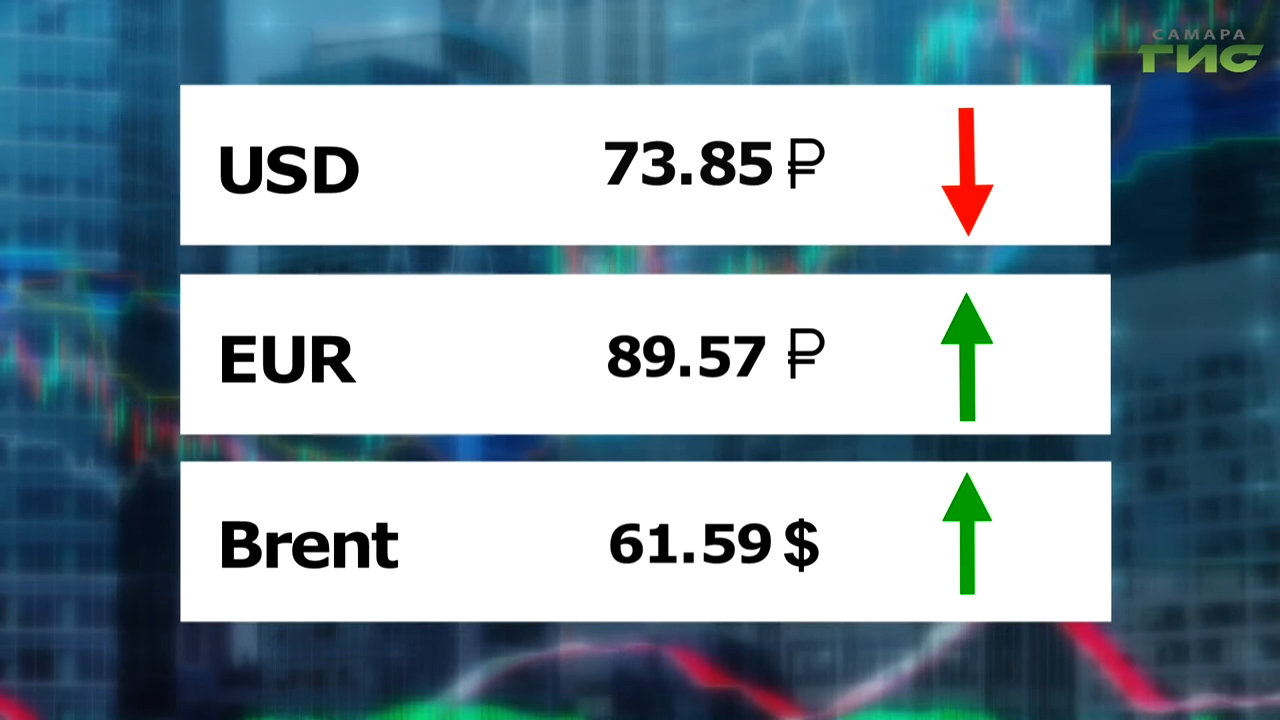 САМАРА
ГИС
USD 73.85 ₽
EUR 89.57 ₽
Brent 61.59 $